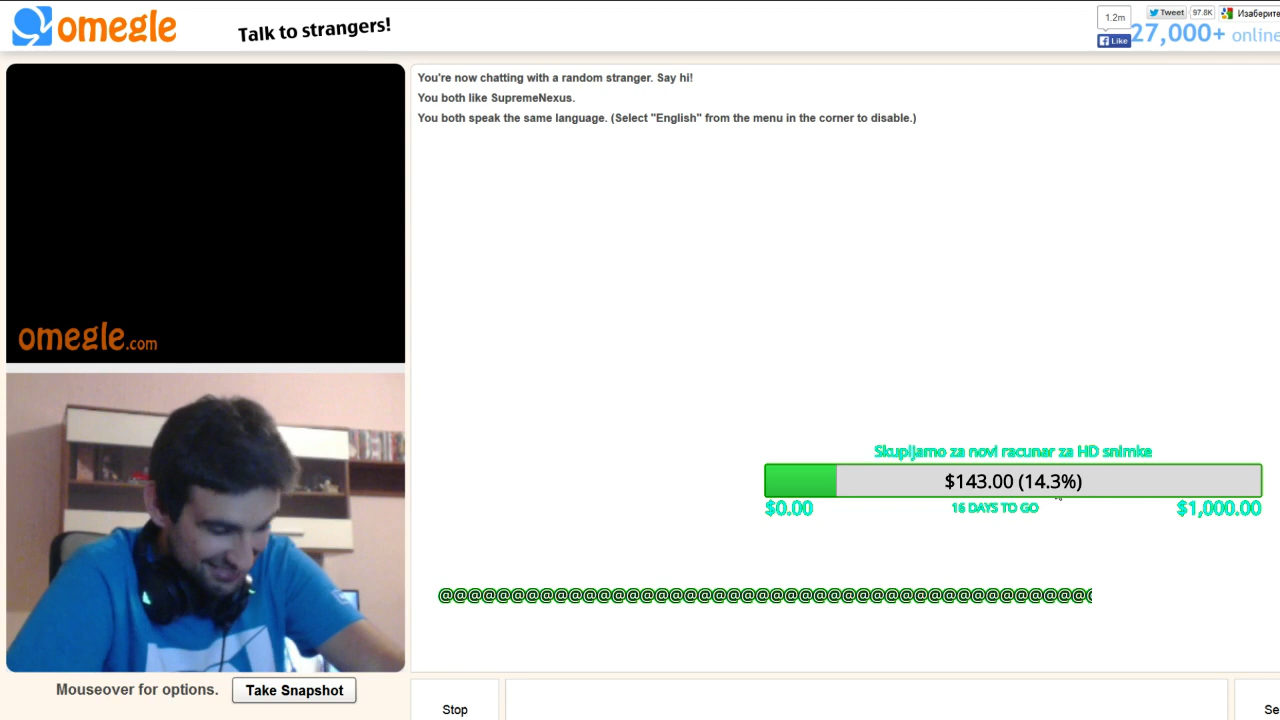 omegle
Talk to strangers!
1.2m
Like
Tweet
97.8K
Изаберите
27,000+ online
You're now chatting with a random stranger. Say hi!
You both like SupremeNexus.
You both speak the same language. (Select "English" from the menu in the corner to disable.)
omegle.com
Skupljamo za novi racunar za HD snimke
$143.00 (14.3%)
$0.00
16 DAYS TO GO
$1,000.00
@@@@@@@@@@@@@@@@@@@@@@@@@@@@@@@@@@@@@@@@@@@@@
Mouseover for options.
Take Snapshot
Stop
Se